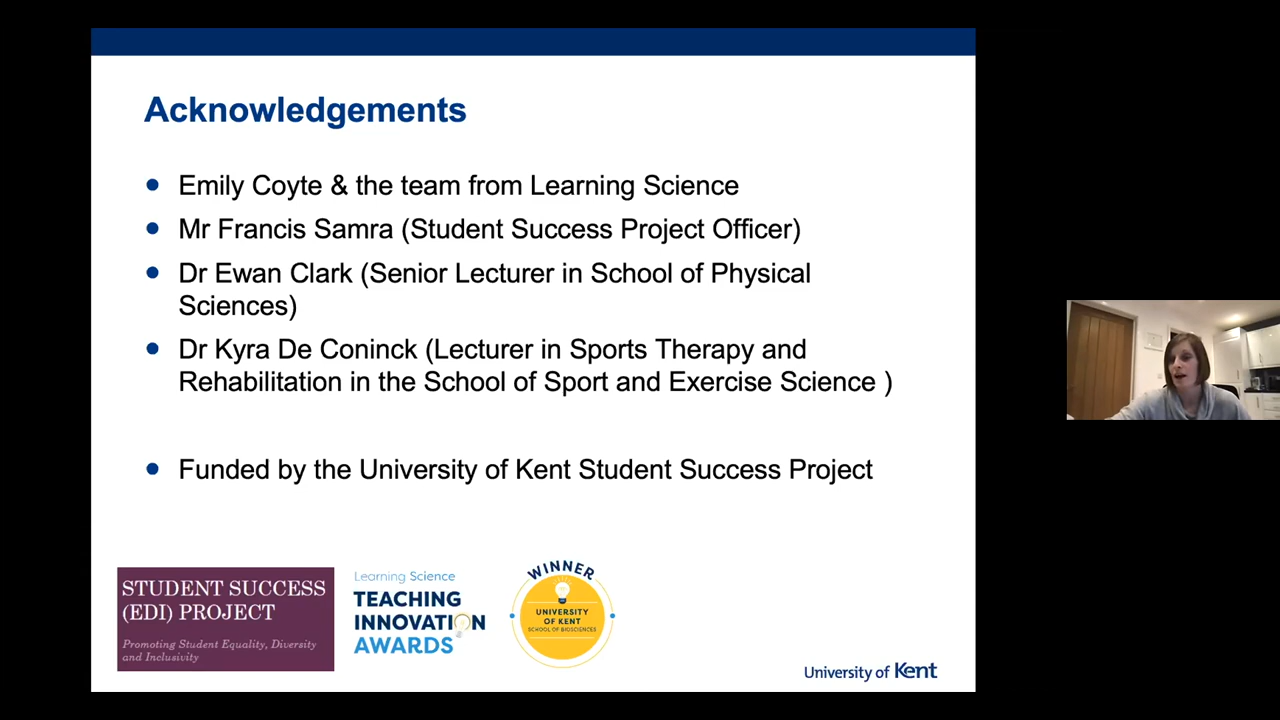 Acknowledgements
Emily Coyte & the team from Learning Science
Mr Francis Samra (Student Success Project Officer)
Dr Ewan Clark (Senior Lecturer in School of Physical
Sciences)
Dr Kyra De Coninck (Lecturer in Sports Therapy and
Rehabilitation in the School of Sport and Exercise Science )
Funded by the University of Kent Student Success Project
STUDENT SUCCESS
(EDI) PROJECT
Promoting Student Equality, Diversity
and Inclusivity
Learning Science
TEACHING
INNOVATION
AWARDS
WINNER
UNIVERSITY
OF KENT
SCHOOL OF BIOSCIENCES
University of Kent